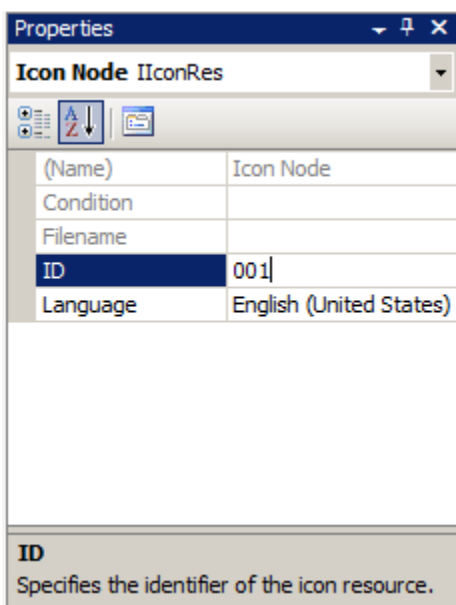 Properties
Icon Node IIconRes
(Name) Icon Node
Condition
Filename
ID 001
Language English (United States)
ID
Specifies the identifier of the icon resource.